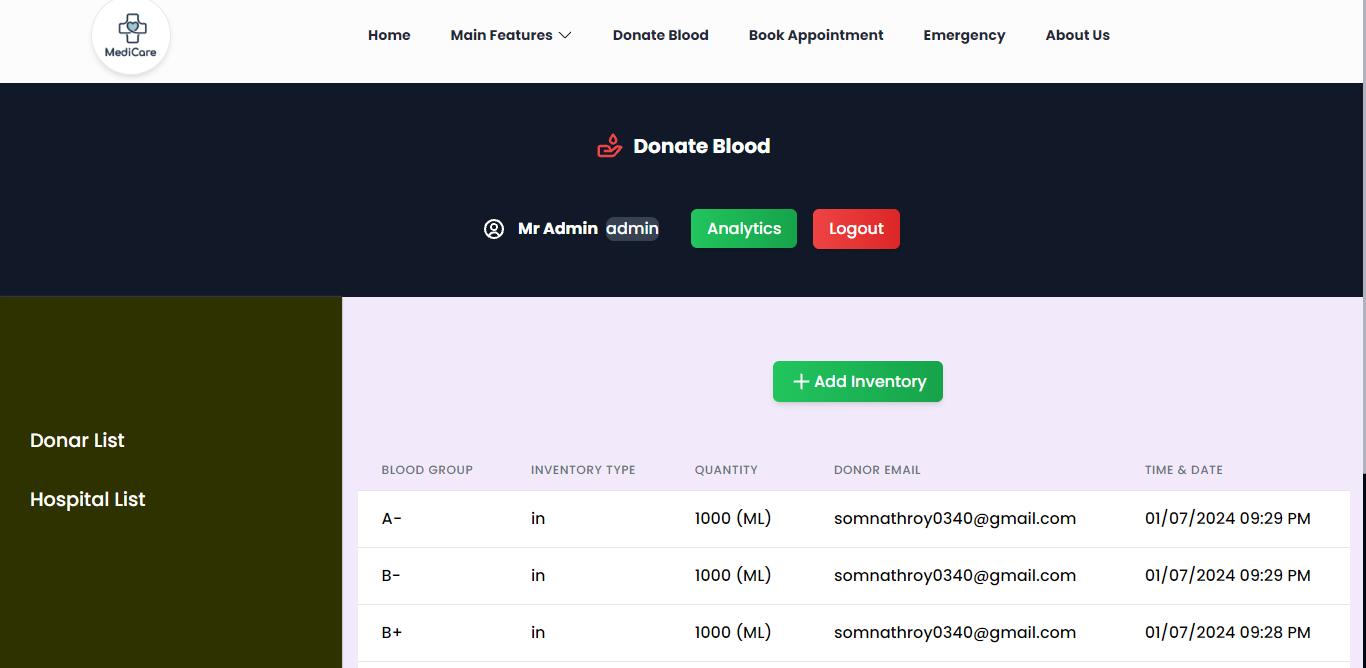 MediCare
Home Main Features Donate Blood Book Appointment Emergency About Us
Donate Blood
Mr Admin admin Analytics Logout
Add Inventory
Donar List
Hospital List
BLOOD GROUP INVENTORY TYPE QUANTITY DONOR EMAIL TIME & DATE
A- in 1000 (ML) somnathroy0340@gmail.com 01/07/2024 09:29 PM
B- in 1000 (ML) somnathroy0340@gmail.com 01/07/2024 09:29 PM
B+ in 1000 (ML) somnathroy0340@gmail.com 01/07/2024 09:28 PM